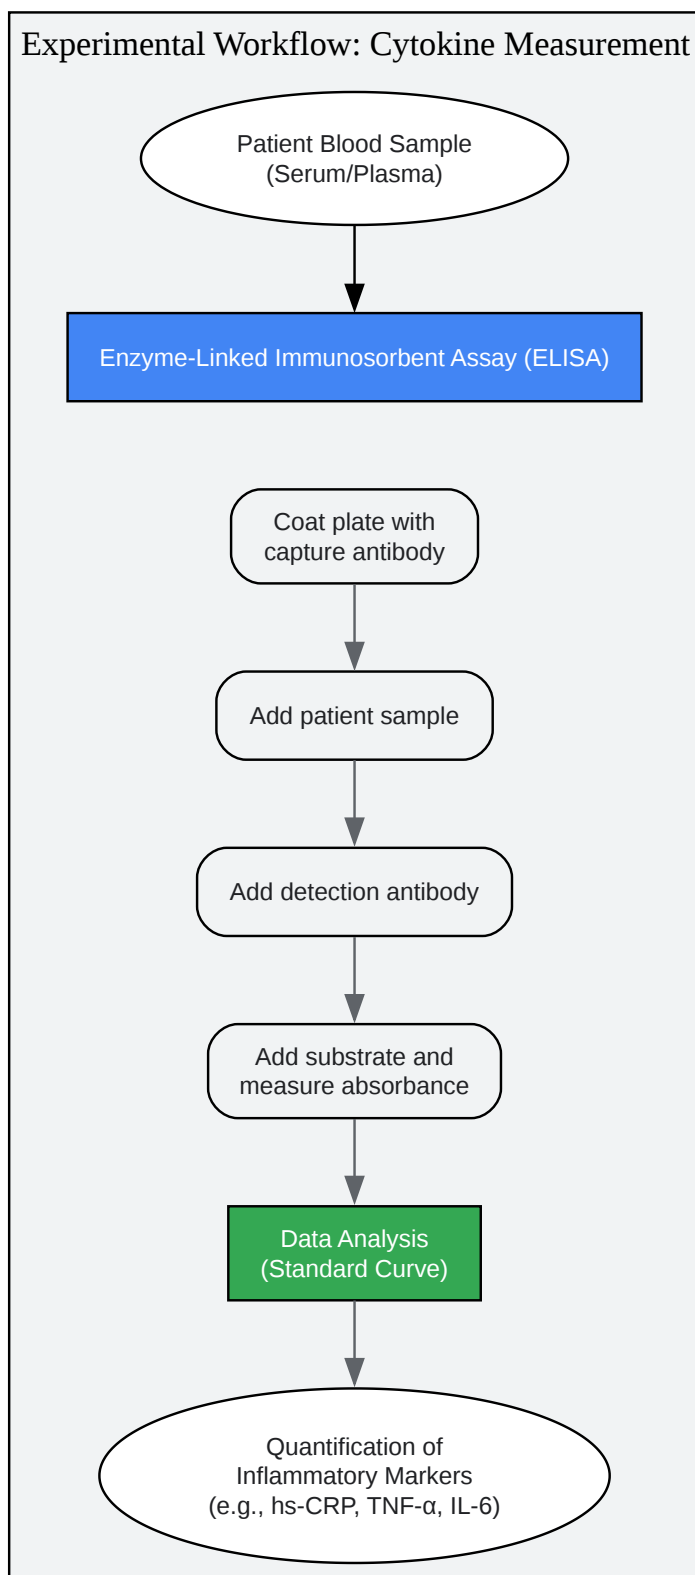 Experimental Workflow: Cytokine Measurement
Patient Blood Sample
(Serum/Plasma)
Enzyme-Linked Immunosorbent Assay (ELISA)
Coat plate with
capture antibody
Add patient sample
Add detection antibody
Add substrate and
measure absorbance
Data Analysis
(Standard Curve)
Quantification of
Inflammatory Markers
(e.g., hs-CRP, TNF-α, IL-6)